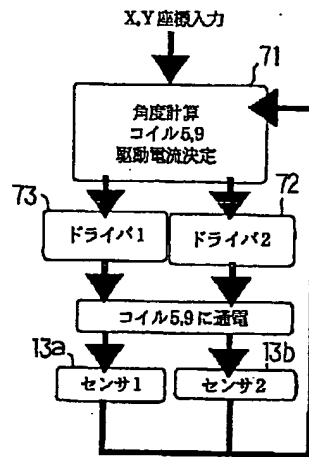 X,Y座標入力
71
角度計算
コイル5,9
駆動電流決定
73
72
ドライバ1
ドライバ2
コイル5,9に通電
13a
13b
センサ1
センサ2